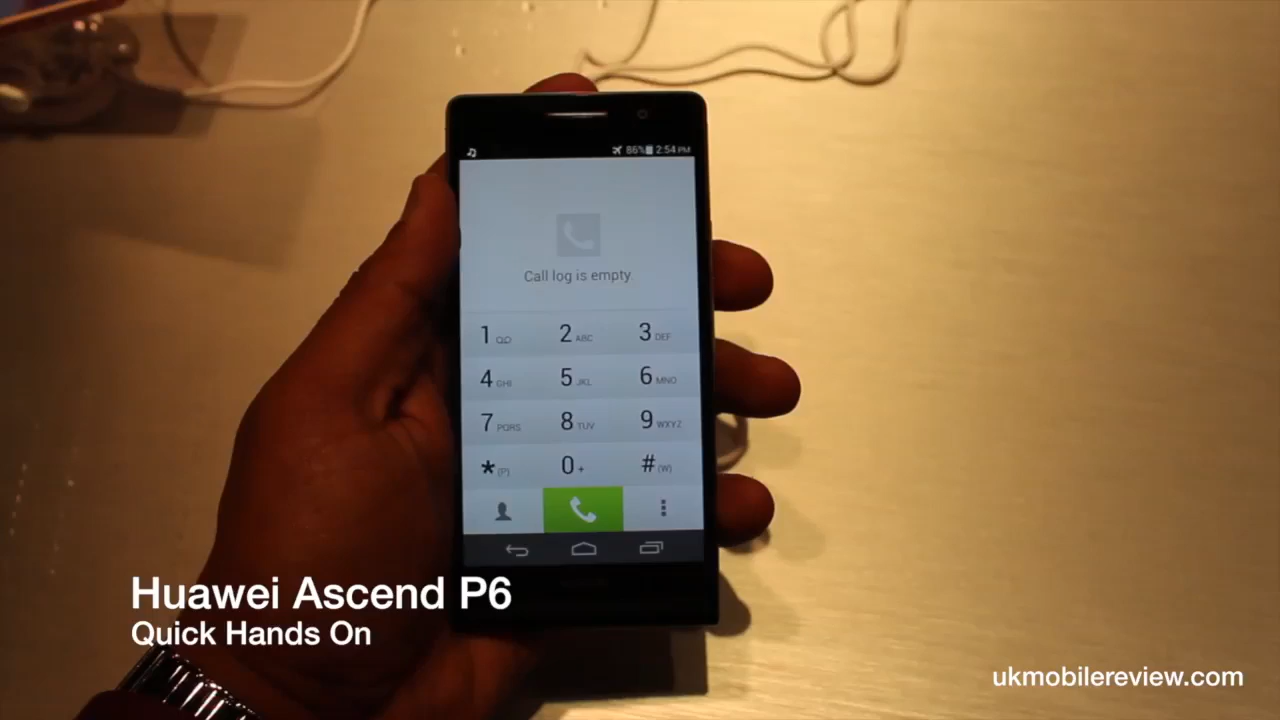 86% 2:54 PM
Call log is empty.
1 2 ABC 3 DEF
4 GHI 5 JKL 6 MNO
7 PQRS 8 TUV 9 WXYZ
* (P) 0 + # (W)
Huawei Ascend P6
Quick Hands On
ukmobilereview.com